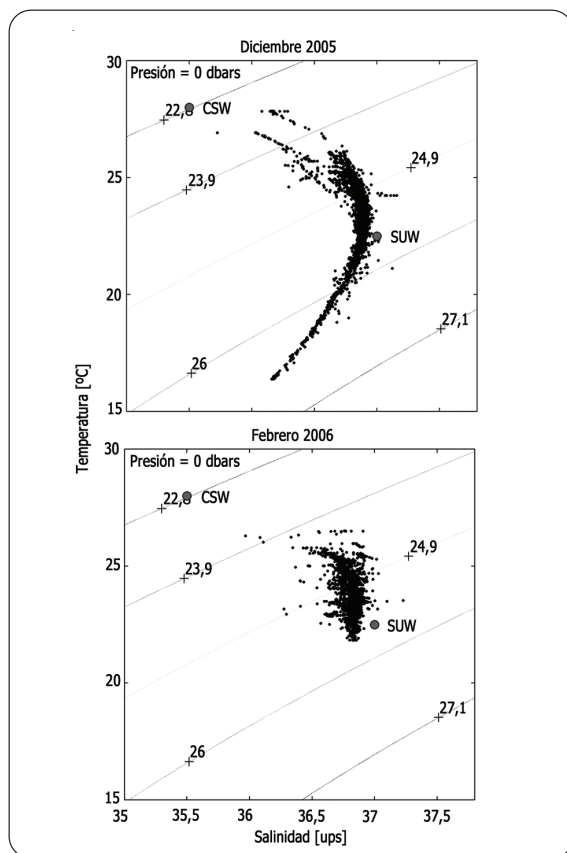 Diciembre 2005
30
Presión = 0 dbars
22,8
CSW
23,9
24,9
25
SUW
20
27,1
26
15
Temperatura [ºC]
Febrero 2006
30
Presión = 0 dbars
22,8
CSW
23,9
24,9
25
SUW
20
27,1
26
15
35 35,5 36 36,5 37 37,5
Salinidad [ups]